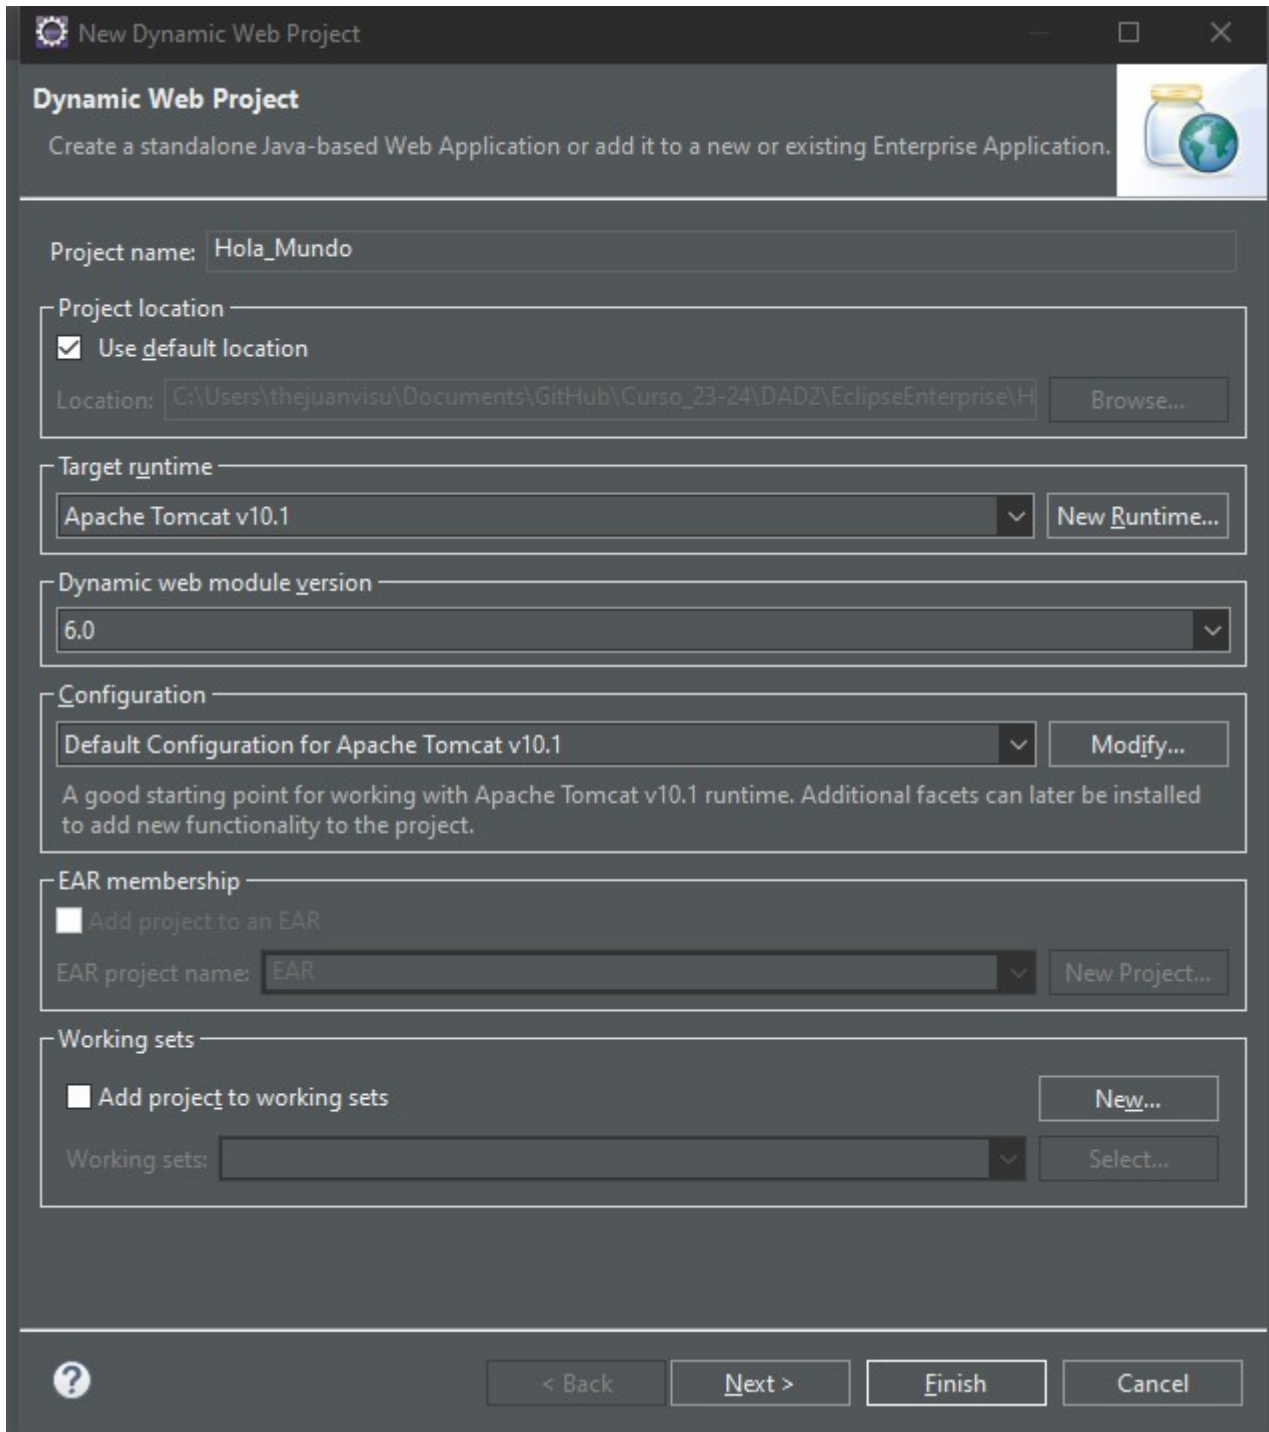 New Dynamic Web Project
Dynamic Web Project
Create a standalone Java-based Web Application or add it to a new or existing Enterprise Application.
Project name: Hola_Mundo
Project location
Use default location
Location: C:\Users\thejuanvisu\Documents\GitHub\Curso_23-24\DAD2\EclipseEnterprise\H Browse...
Target runtime
Apache Tomcat v10.1 New Runtime...
Dynamic web module version
6.0
Configuration
Default Configuration for Apache Tomcat v10.1 Modify...
A good starting point for working with Apache Tomcat v10.1 runtime. Additional facets can later be installed
to add new functionality to the project.
EAR membership
Add project to an EAR
EAR project name: EAR New Project...
Working sets
Add project to working sets New...
Working sets: Select...
? < Back Next > Finish Cancel